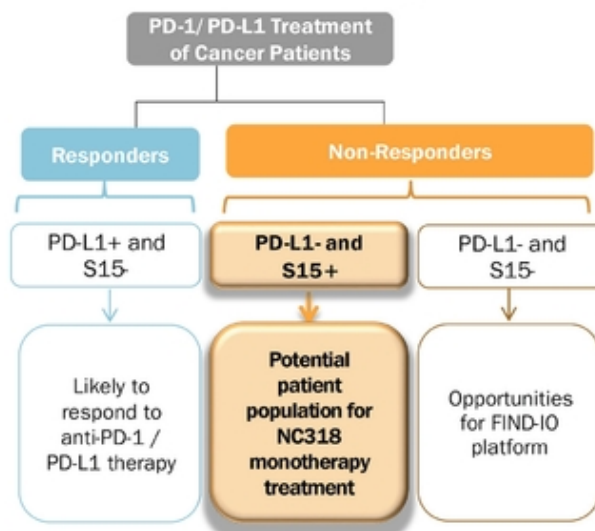 PD-1/ PD-L1 Treatment
of Cancer Patients
Responders
Non-Responders
PD-L1+ and
S15-
PD-L1- and
S15+
PD-L1- and
S15-
Likely to
respond to
anti-PD-1 /
PD-L1 therapy
Potential
patient
population for
NC318
monotherapy
treatment
Opportunities
for FIND-IO
platform